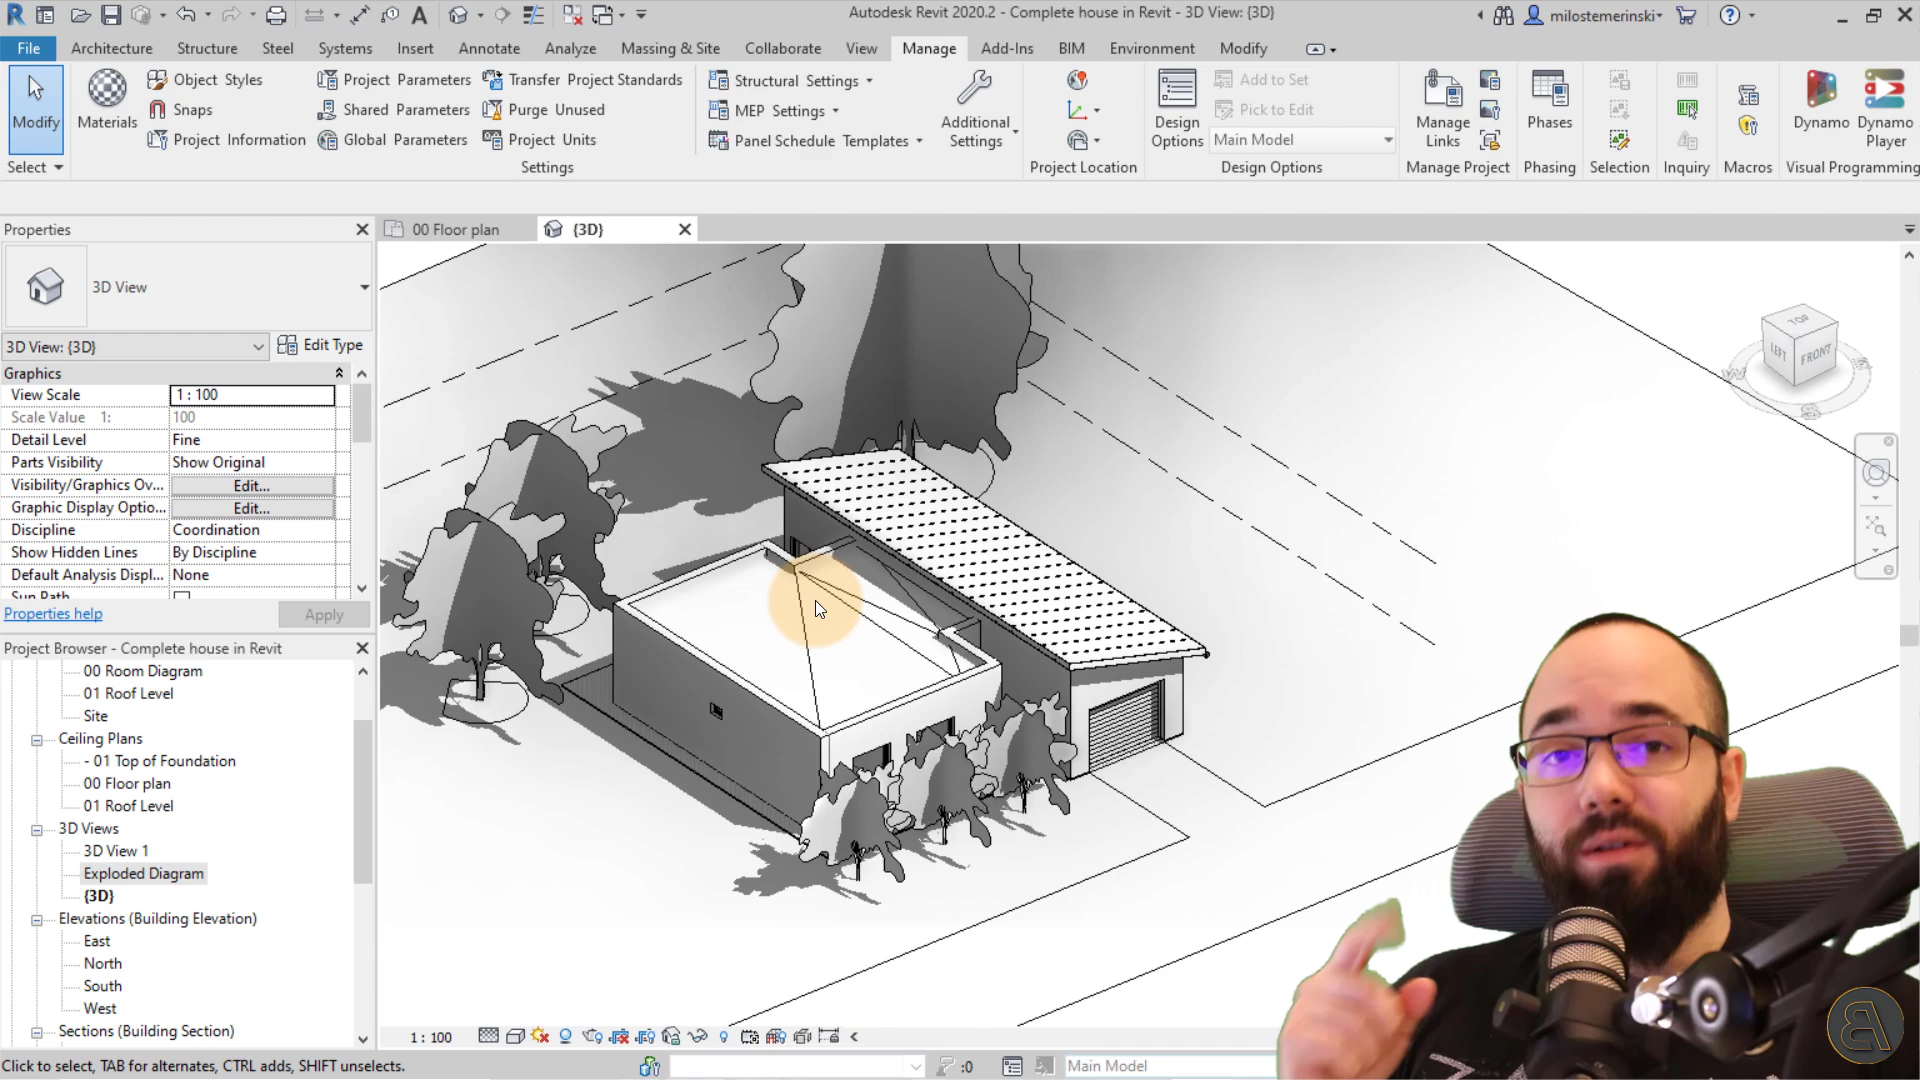 Autodesk Revit 2020.2 - Complete house in Revit - 3D View: {3D}
milostemerinski
File Architecture Structure Steel Systems Insert Annotate Analyze Massing & Site Collaborate View Manage Add-Ins BIM Environment Modify
Modify
Materials
Object Styles
Snaps
Project Information
Project Parameters
Shared Parameters
Global Parameters
Transfer Project Standards
Purge Unused
Project Units
Structural Settings
MEP Settings
Panel Schedule Templates
Additional
Settings
Design
Options
Add to Set
Pick to Edit
Main Model
Manage
Links
Phases
Dynamo
Dynamo
Player
Select
Settings
Project Location
Design Options
Manage Project
Phasing
Selection
Inquiry
Macros
Visual Programming
Properties
00 Floor plan
{3D}
3D View
3D View: {3D}
Edit Type
Graphics
View Scale 1 : 100
Scale Value 1: 100
Detail Level Fine
Parts Visibility Show Original
Visibility/Graphics Ov... Edit...
Graphic Display Optio... Edit...
Discipline Coordination
Show Hidden Lines By Discipline
Default Analysis Displ... None
Sun Path
Properties help
Apply
Project Browser - Complete house in Revit
00 Room Diagram
01 Roof Level
Site
Ceiling Plans
- 01 Top of Foundation
00 Floor plan
01 Roof Level
3D Views
3D View 1
Exploded Diagram
{3D}
Elevations (Building Elevation)
East
North
South
West
Sections (Building Section)
TOP
LEFT
FRONT
W
S
1 : 100
Click to select, TAB for alternates, CTRL adds, SHIFT unselects.
:0
Main Model